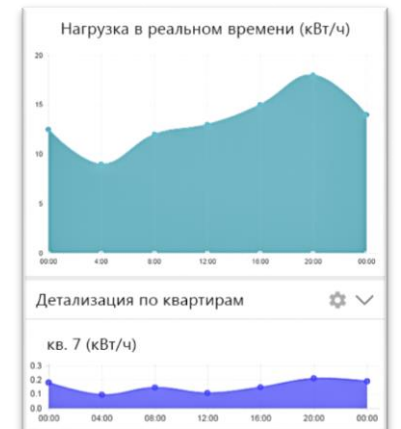 Нагрузка в реальном времени (кВт/ч)
20
15
10
5
0
00:00 4:00 8:00 12:00 16:00 20:00 00:00
Детализация по квартирам
кв. 7 (кВт/ч)
0.3
0.2
0.1
0.0
00:00 04:00 08:00 12:00 16:00 20:00 00:00